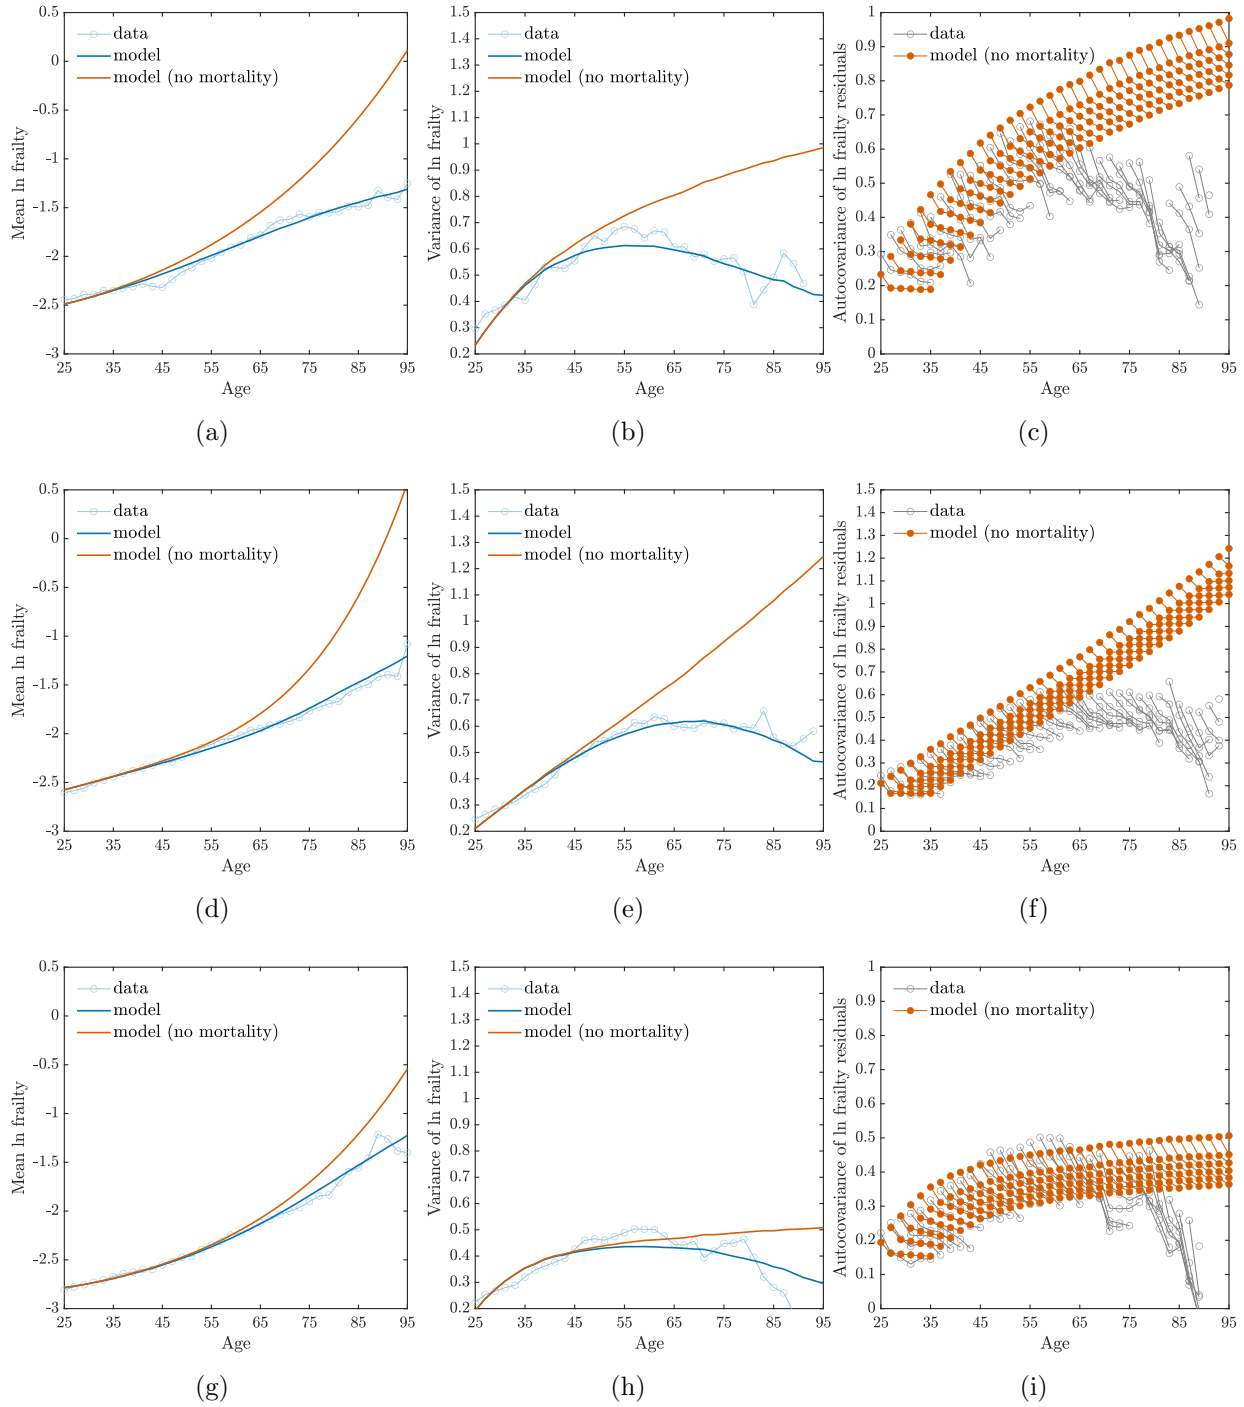 0.5
0
-0.5
-1
-1.5
-2
-2.5
-3
25 35 45 55 65 75 85 95
Mean ln frailty
Age
data
model
model (no mortality)
(a)
1.5
1.4
1.3
1.2
1.1
1
0.9
0.8
0.7
0.6
0.5
0.4
0.3
0.2
25 35 45 55 65 75 85 95
Variance of ln frailty
Age
data
model
model (no mortality)
(b)
1
0.9
0.8
0.7
0.6
0.5
0.4
0.3
0.2
0.1
0
25 35 45 55 65 75 85 95
Autocovariance of ln frailty residuals
Age
data
model (no mortality)
(c)
0.5
0
-0.5
-1
-1.5
-2
-2.5
-3
25 35 45 55 65 75 85 95
Mean ln frailty
Age
data
model
model (no mortality)
(d)
1.5
1.4
1.3
1.2
1.1
1
0.9
0.8
0.7
0.6
0.5
0.4
0.3
0.2
25 35 45 55 65 75 85 95
Variance of ln frailty
Age
data
model
model (no mortality)
(e)
1.5
1.4
1.3
1.2
1.1
1
0.9
0.8
0.7
0.6
0.5
0.4
0.3
0.2
0.1
0
25 35 45 55 65 75 85 95
Autocovariance of ln frailty residuals
Age
data
model (no mortality)
(f)
0.5
0
-0.5
-1
-1.5
-2
-2.5
-3
25 35 45 55 65 75 85 95
Mean ln frailty
Age
data
model
model (no mortality)
(g)
1.5
1.4
1.3
1.2
1.1
1
0.9
0.8
0.7
0.6
0.5
0.4
0.3
0.2
25 35 45 55 65 75 85 95
Variance of ln frailty
Age
data
model
model (no mortality)
(h)
1
0.9
0.8
0.7
0.6
0.5
0.4
0.3
0.2
0.1
0
25 35 45 55 65 75 85 95
Autocovariance of ln frailty residuals
Age
data
model (no mortality)
(i)